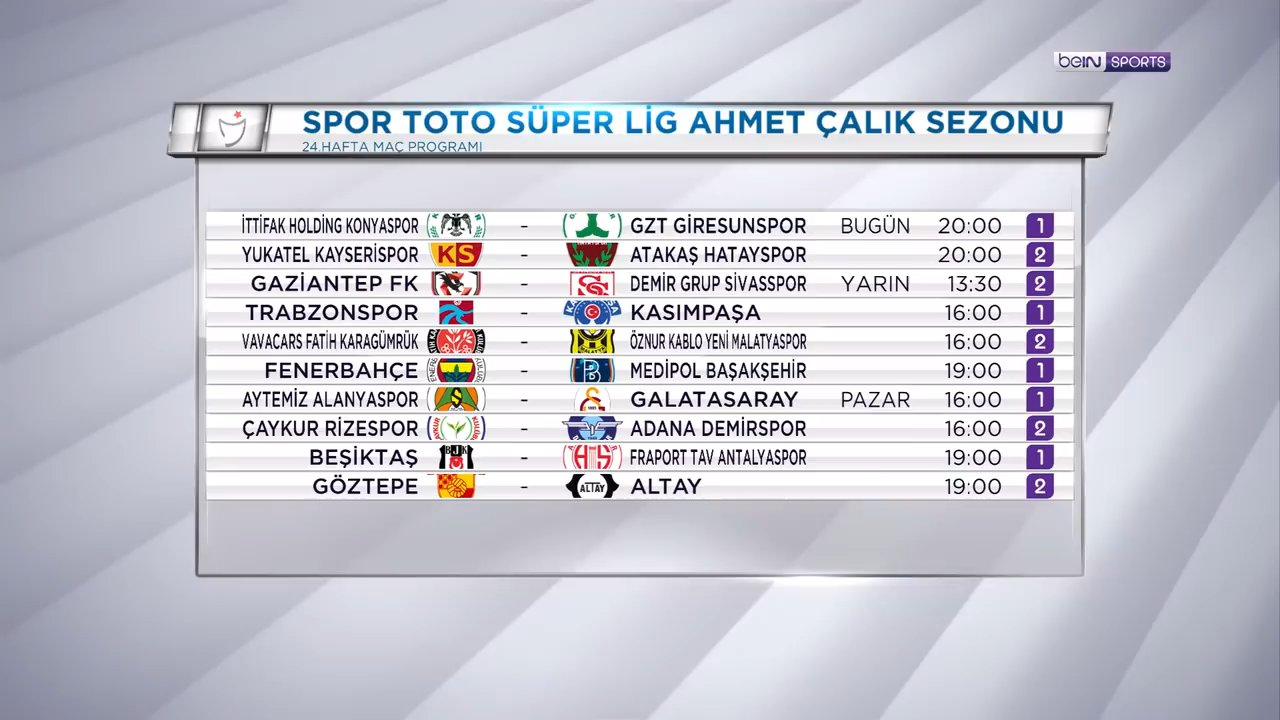 beIN SPORTS
SPOR TOTO SÜPER LİG AHMET ÇALIK SEZONU
24.HAFTA MAÇ PROGRAMI
İTTİFAK HOLDİNG KONYASPOR - GZT GİRESUNSPOR BUGÜN 20:00 1
YUKATEL KAYSERİSPOR KS - ATAKAŞ HATAYSPOR 20:00 2
GAZİANTEP FK - DEMİR GRUP SİVASSPOR YARIN 13:30 2
TRABZONSPOR - KASIMPAŞA 16:00 1
VAVACARS FATİH KARAGÜMRÜK - ÖZNUR KABLO YENİ MALATYASPOR 16:00 2
FENERBAHÇE - MEDİPOL BAŞAKŞEHİR 19:00 1
AYTEMİZ ALANYASPOR - GALATASARAY PAZAR 16:00 1
ÇAYKUR RİZESPOR - ADANA DEMİRSPOR 16:00 2
BEŞİKTAŞ BJK - FRAPORT TAV ANTALYASPOR 19:00 1
GÖZTEPE - ALTAY ALTAY 19:00 2